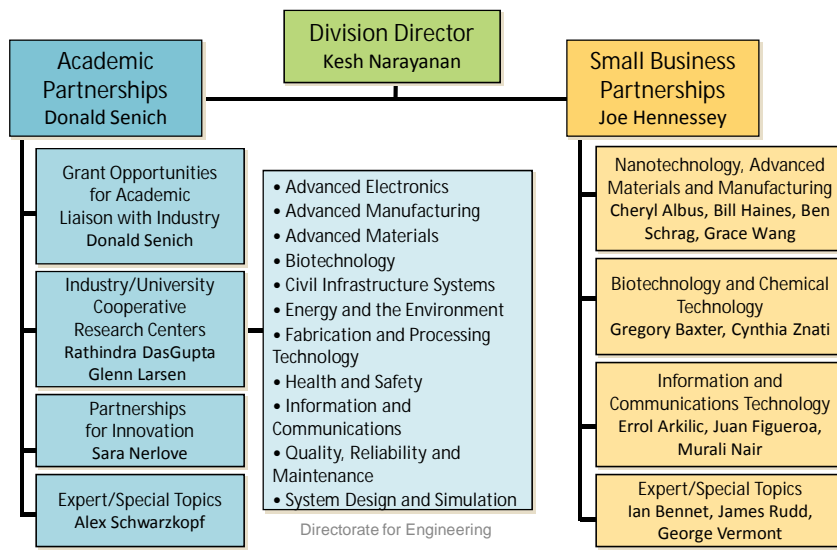 Division Director
Kesh Narayanan
Academic
Partnerships
Donald Senich
Small Business
Partnerships
Joe Hennessey
Grant Opportunities
for Academic
Liaison with Industry
Donald Senich
Industry/University
Cooperative
Research Centers
Rathindra DasGupta
Glenn Larsen
Partnerships
for Innovation
Sara Nerlove
Expert/Special Topics
Alex Schwarzkopf
• Advanced Electronics
• Advanced Manufacturing
• Advanced Materials
• Biotechnology
• Civil Infrastructure Systems
• Energy and the Environment
• Fabrication and Processing
Technology
• Health and Safety
• Information and
Communications
• Quality, Reliability and
Maintenance
• System Design and Simulation
Directorate for Engineering
Nanotechnology, Advanced
Materials and Manufacturing
Cheryl Albus, Bill Haines, Ben
Schrag, Grace Wang
Biotechnology and Chemical
Technology
Gregory Baxter, Cynthia Znati
Information and
Communications Technology
Errol Arkilic, Juan Figueroa,
Murali Nair
Expert/Special Topics
Ian Bennet, James Rudd,
George Vermont